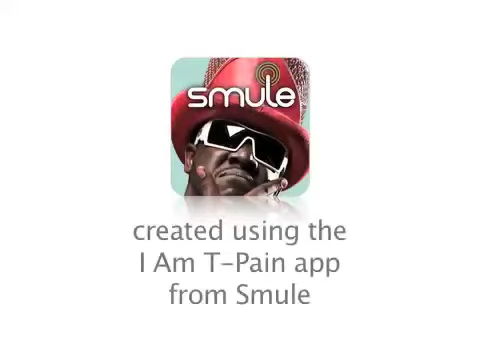 smule
created using the
I Am T-Pain app
from Smule